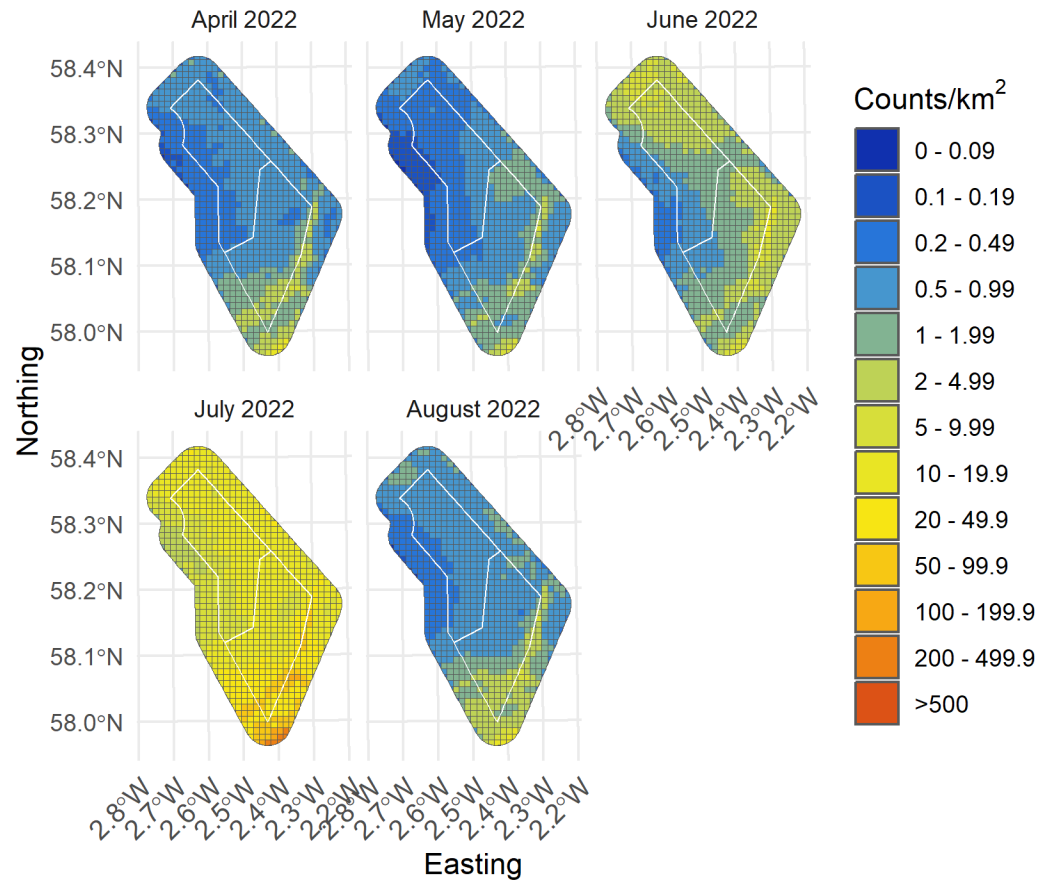 April 2022
May 2022
June 2022
58.4°N
58.3°N
58.2°N
58.1°N
58.0°N
2.8°W
2.7°W
2.6°W
2.5°W
2.4°W
2.3°W
2.2°W
Northing
July 2022
August 2022
58.4°N
58.3°N
58.2°N
58.1°N
58.0°N
2.8°W
2.7°W
2.6°W
2.5°W
2.4°W
2.3°W
2.2°W
2.8°W
2.7°W
2.6°W
2.5°W
2.4°W
2.3°W
2.2°W
Easting
Counts/km²
0 - 0.09
0.1 - 0.19
0.2 - 0.49
0.5 - 0.99
1 - 1.99
2 - 4.99
5 - 9.99
10 - 19.9
20 - 49.9
50 - 99.9
100 - 199.9
200 - 499.9
>500